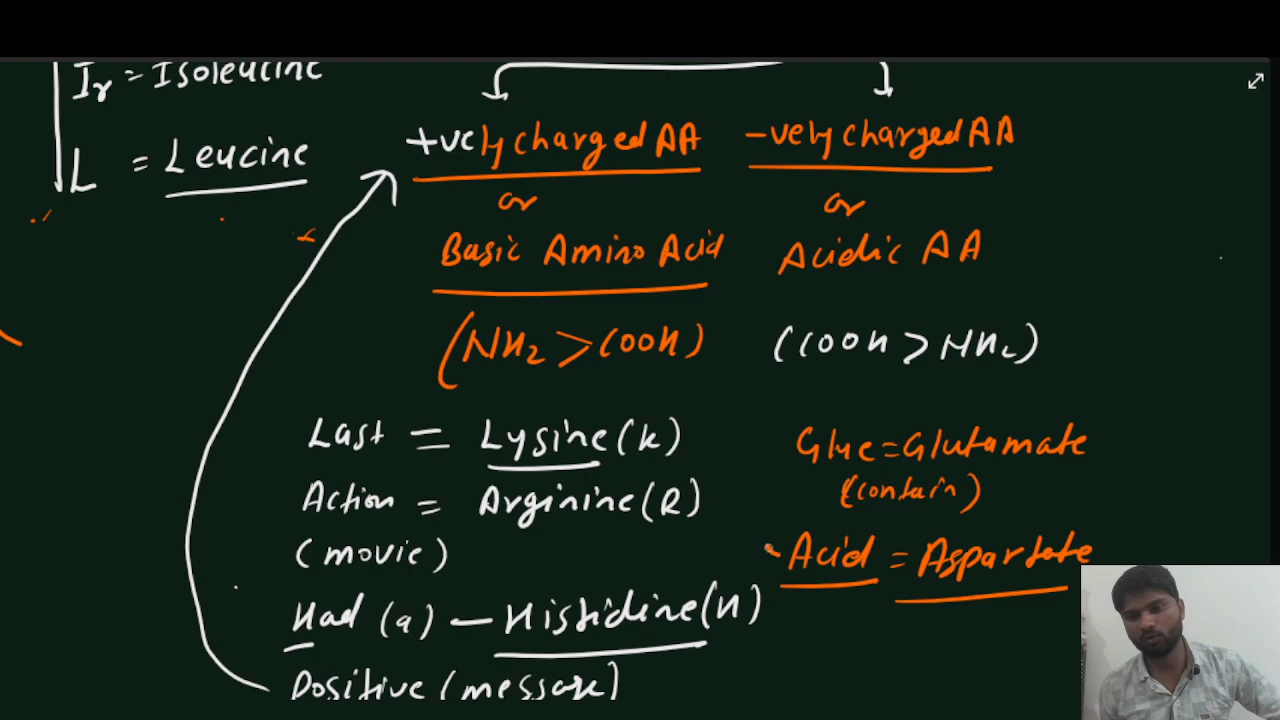 Ir = Isoleucine
L = Leucine
+vely charged AA
or
Basic Amino Acid
(NH2 > COOH)
-vely charged AA
or
Acidic AA
(COOH > NH2)
Last = Lysine (k)
Action = Arginine (R)
(movie)
Had (a) - Histidine (H)
Positive (message)
Glue = Glutamate
(contain)
Acid = Aspartate